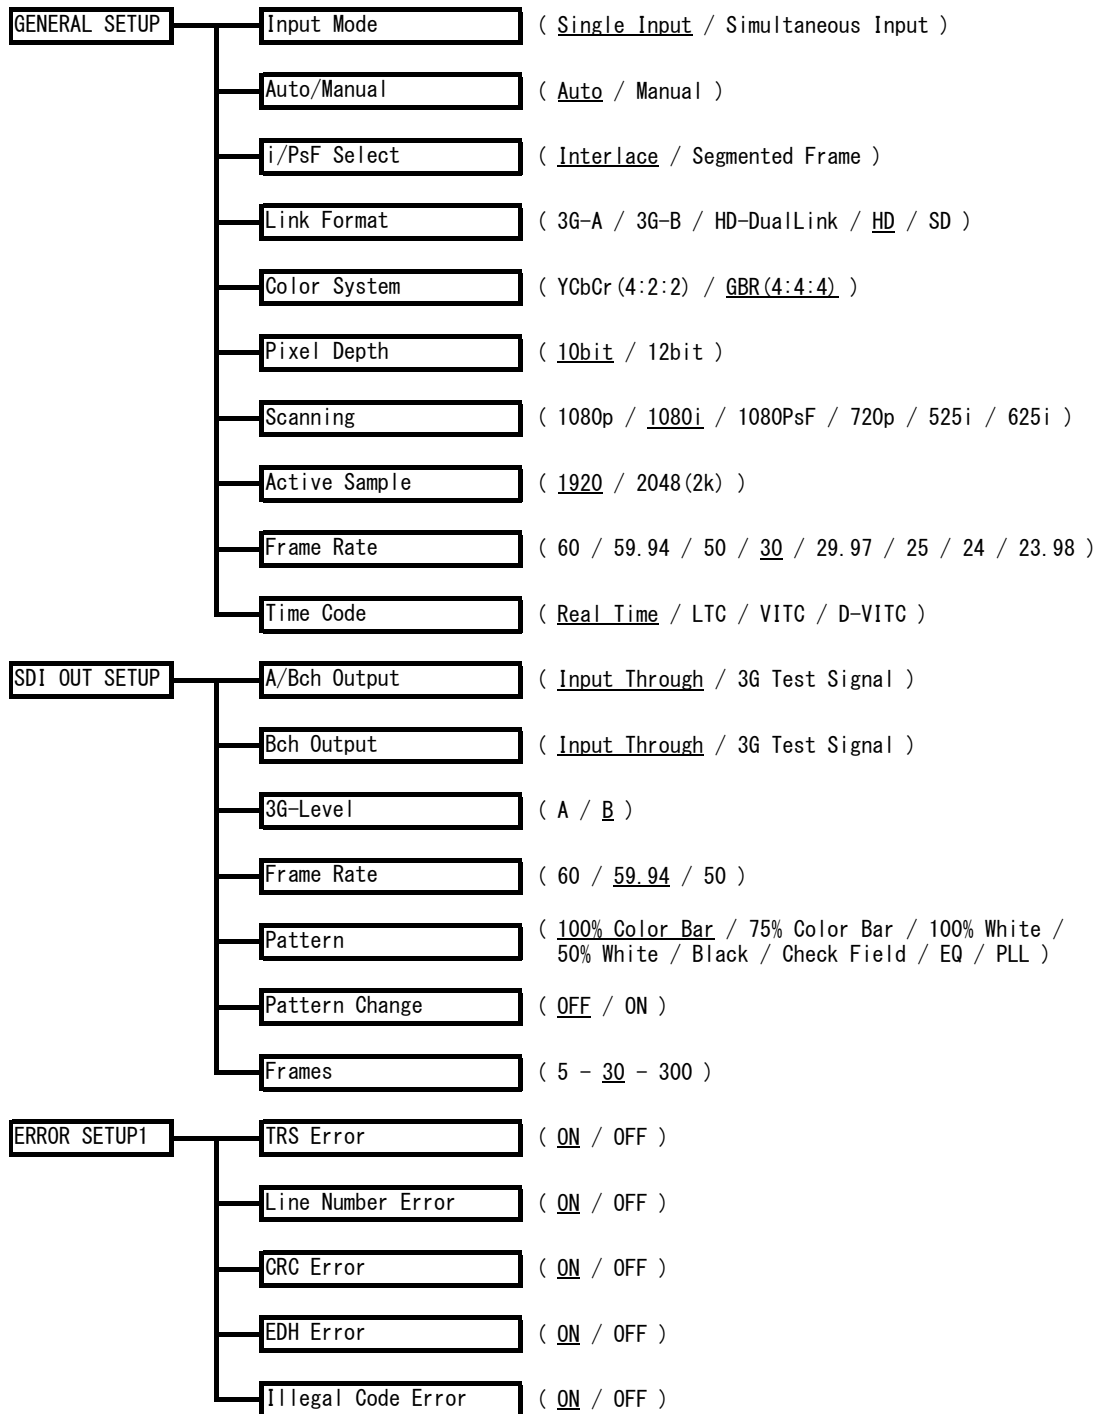 GENERAL SETUP Input Mode ( Single Input / Simultaneous Input )
Auto/Manual ( Auto / Manual )
i/PsF Select ( Interlace / Segmented Frame )
Link Format ( 3G-A / 3G-B / HD-DualLink / HD / SD )
Color System ( YCbCr(4:2:2) / GBR(4:4:4) )
Pixel Depth ( 10bit / 12bit )
Scanning ( 1080p / 1080i / 1080PsF / 720p / 525i / 625i )
Active Sample ( 1920 / 2048(2k) )
Frame Rate ( 60 / 59.94 / 50 / 30 / 29.97 / 25 / 24 / 23.98 )
Time Code ( Real Time / LTC / VITC / D-VITC )
SDI OUT SETUP A/Bch Output ( Input Through / 3G Test Signal )
Bch Output ( Input Through / 3G Test Signal )
3G-Level ( A / B )
Frame Rate ( 60 / 59.94 / 50 )
Pattern ( 100% Color Bar / 75% Color Bar / 100% White /
50% White / Black / Check Field / EQ / PLL )
Pattern Change ( OFF / ON )
Frames ( 5 - 30 - 300 )
ERROR SETUP1 TRS Error ( ON / OFF )
Line Number Error ( ON / OFF )
CRC Error ( ON / OFF )
EDH Error ( ON / OFF )
Illegal Code Error ( ON / OFF )